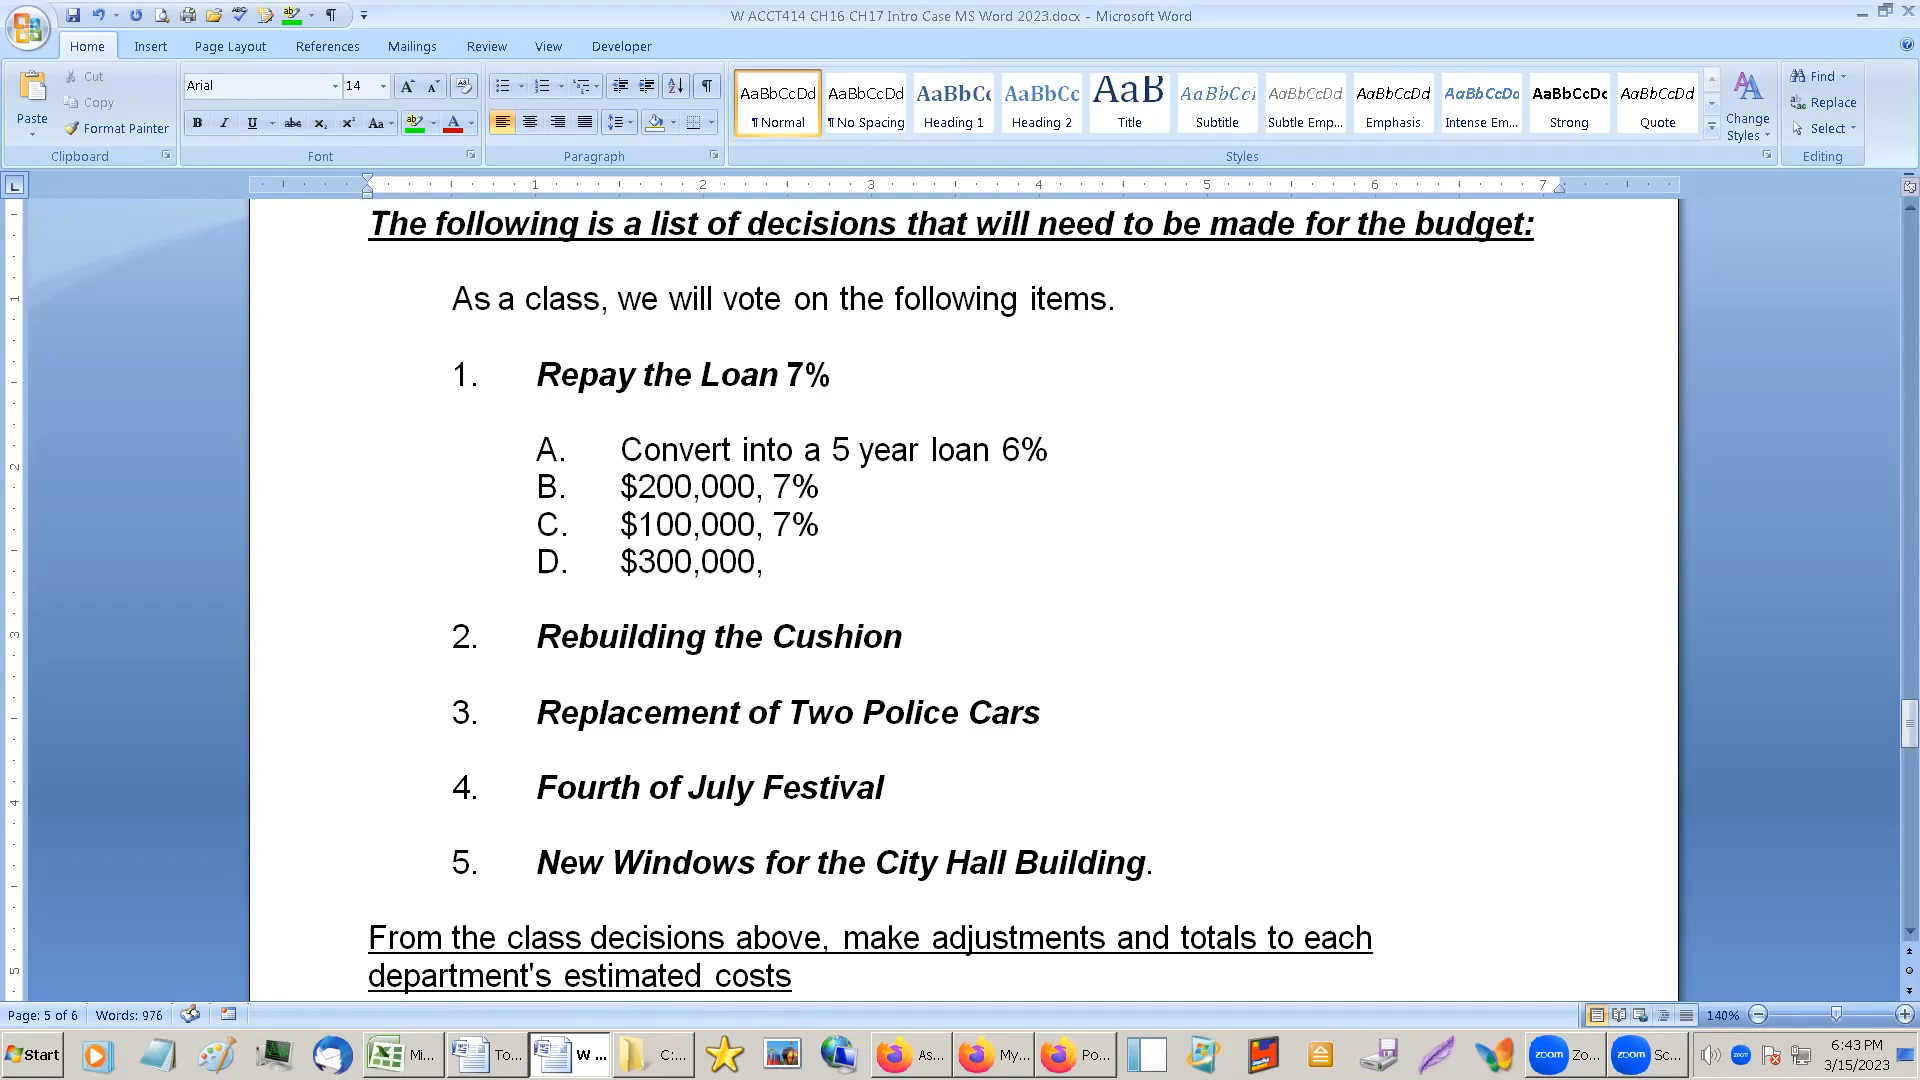 W ACCT414 CH16 CH17 Intro Case MS Word 2023.docx - Microsoft Word
Home Insert Page Layout References Mailings Review View Developer
Paste
Cut
Copy
Format Painter
Clipboard
Arial 14
Font
Paragraph
AaBbCcDd AaBbCcDd AaBbCc AaBbCc AaB AaBbCc AaBbCcDd AaBbCcDd AaBbCcDd AaBbCcDc AaBbCcDd
¶ Normal ¶ No Spacing Heading 1 Heading 2 Title Subtitle Subtle Emp... Emphasis Intense Em... Strong Quote
Change Styles
Styles
Find
Replace
Select
Editing
1 2 3 4 5 6 7
The following is a list of decisions that will need to be made for the budget:
As a class, we will vote on the following items.
1. Repay the Loan 7%
A. Convert into a 5 year loan 6%
B. $200,000, 7%
C. $100,000, 7%
D. $300,000,
2. Rebuilding the Cushion
3. Replacement of Two Police Cars
4. Fourth of July Festival
5. New Windows for the City Hall Building.
From the class decisions above, make adjustments and totals to each
department's estimated costs
Page: 5 of 6 Words: 976 140%
Start Mi... To... W ... C:... As... My... Po... zoom Zo... zoom Sc... 6:43 PM
3/15/2023